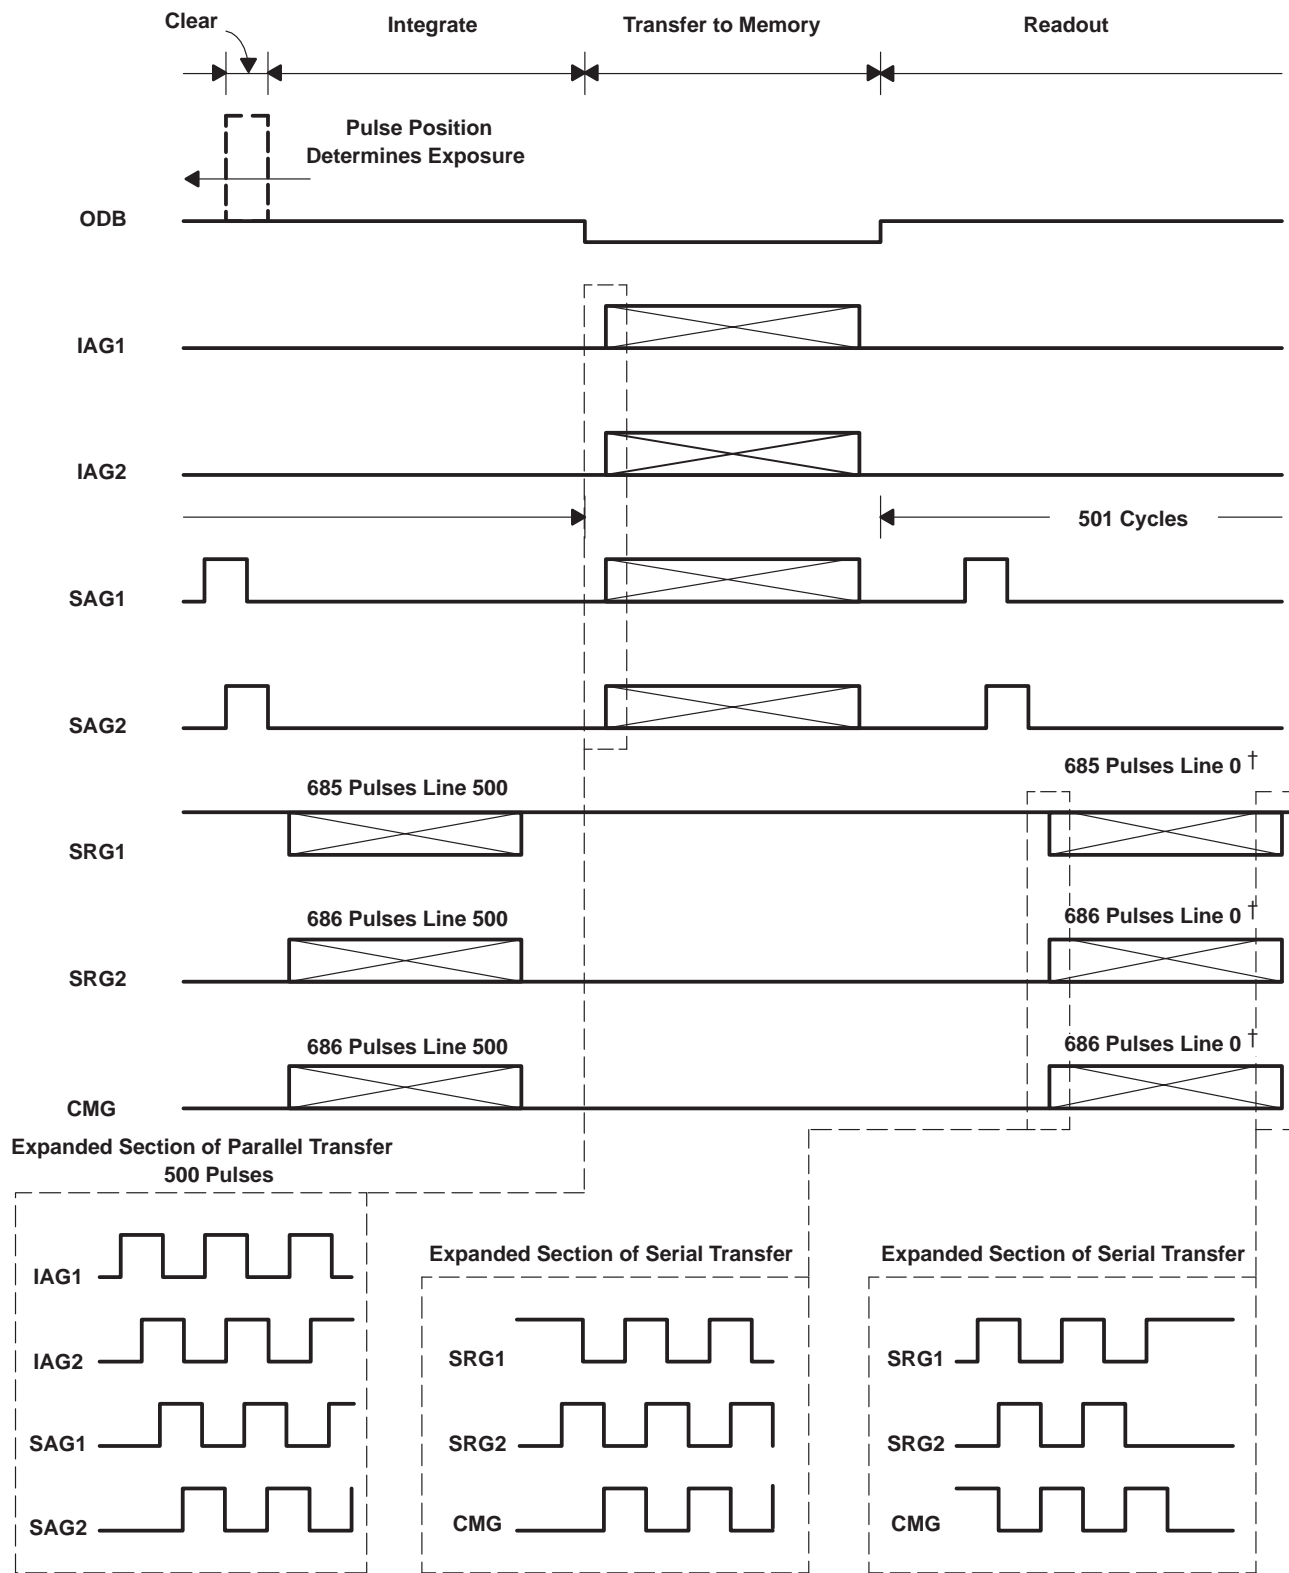 Clear
Integrate
Transfer to Memory
Readout
Pulse Position
Determines Exposure
ODB
IAG1
IAG2
501 Cycles
SAG1
SAG2
685 Pulses Line 500
685 Pulses Line 0 †
SRG1
686 Pulses Line 500
686 Pulses Line 0 †
SRG2
686 Pulses Line 500
686 Pulses Line 0 †
CMG
Expanded Section of Parallel Transfer
500 Pulses
IAG1
IAG2
SAG1
SAG2
Expanded Section of Serial Transfer
SRG1
SRG2
CMG
Expanded Section of Serial Transfer
SRG1
SRG2
CMG